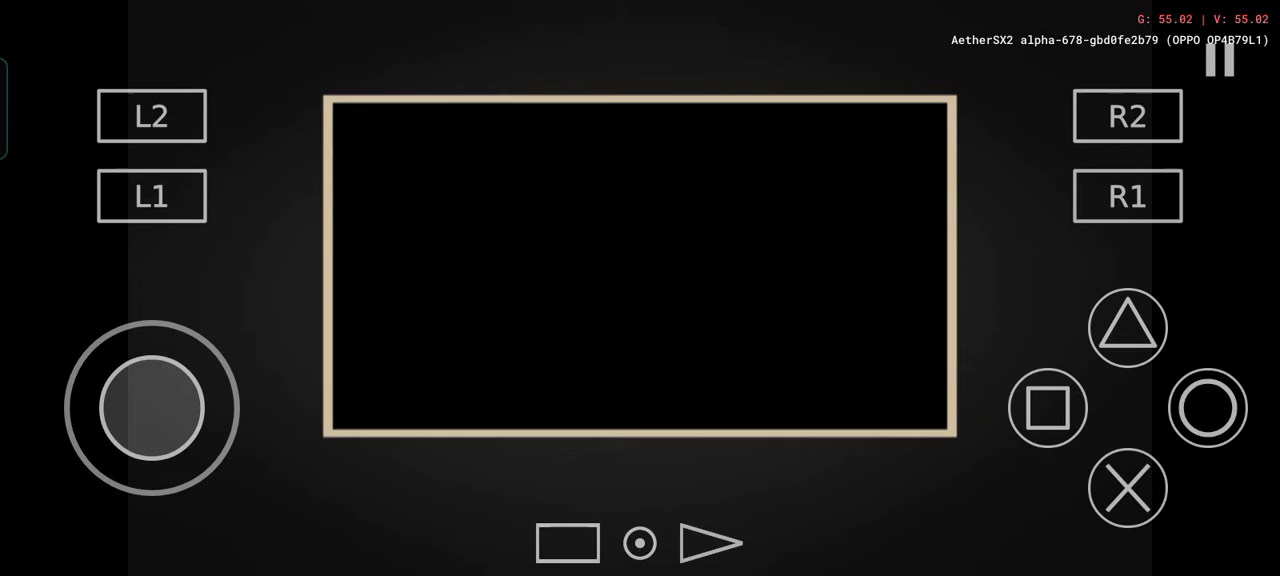 G: 55.02 | V: 55.02
AetherSX2 alpha-678-gbd0fe2b79 (OPPO OP4B79L1)
L2
R2
L1
R1